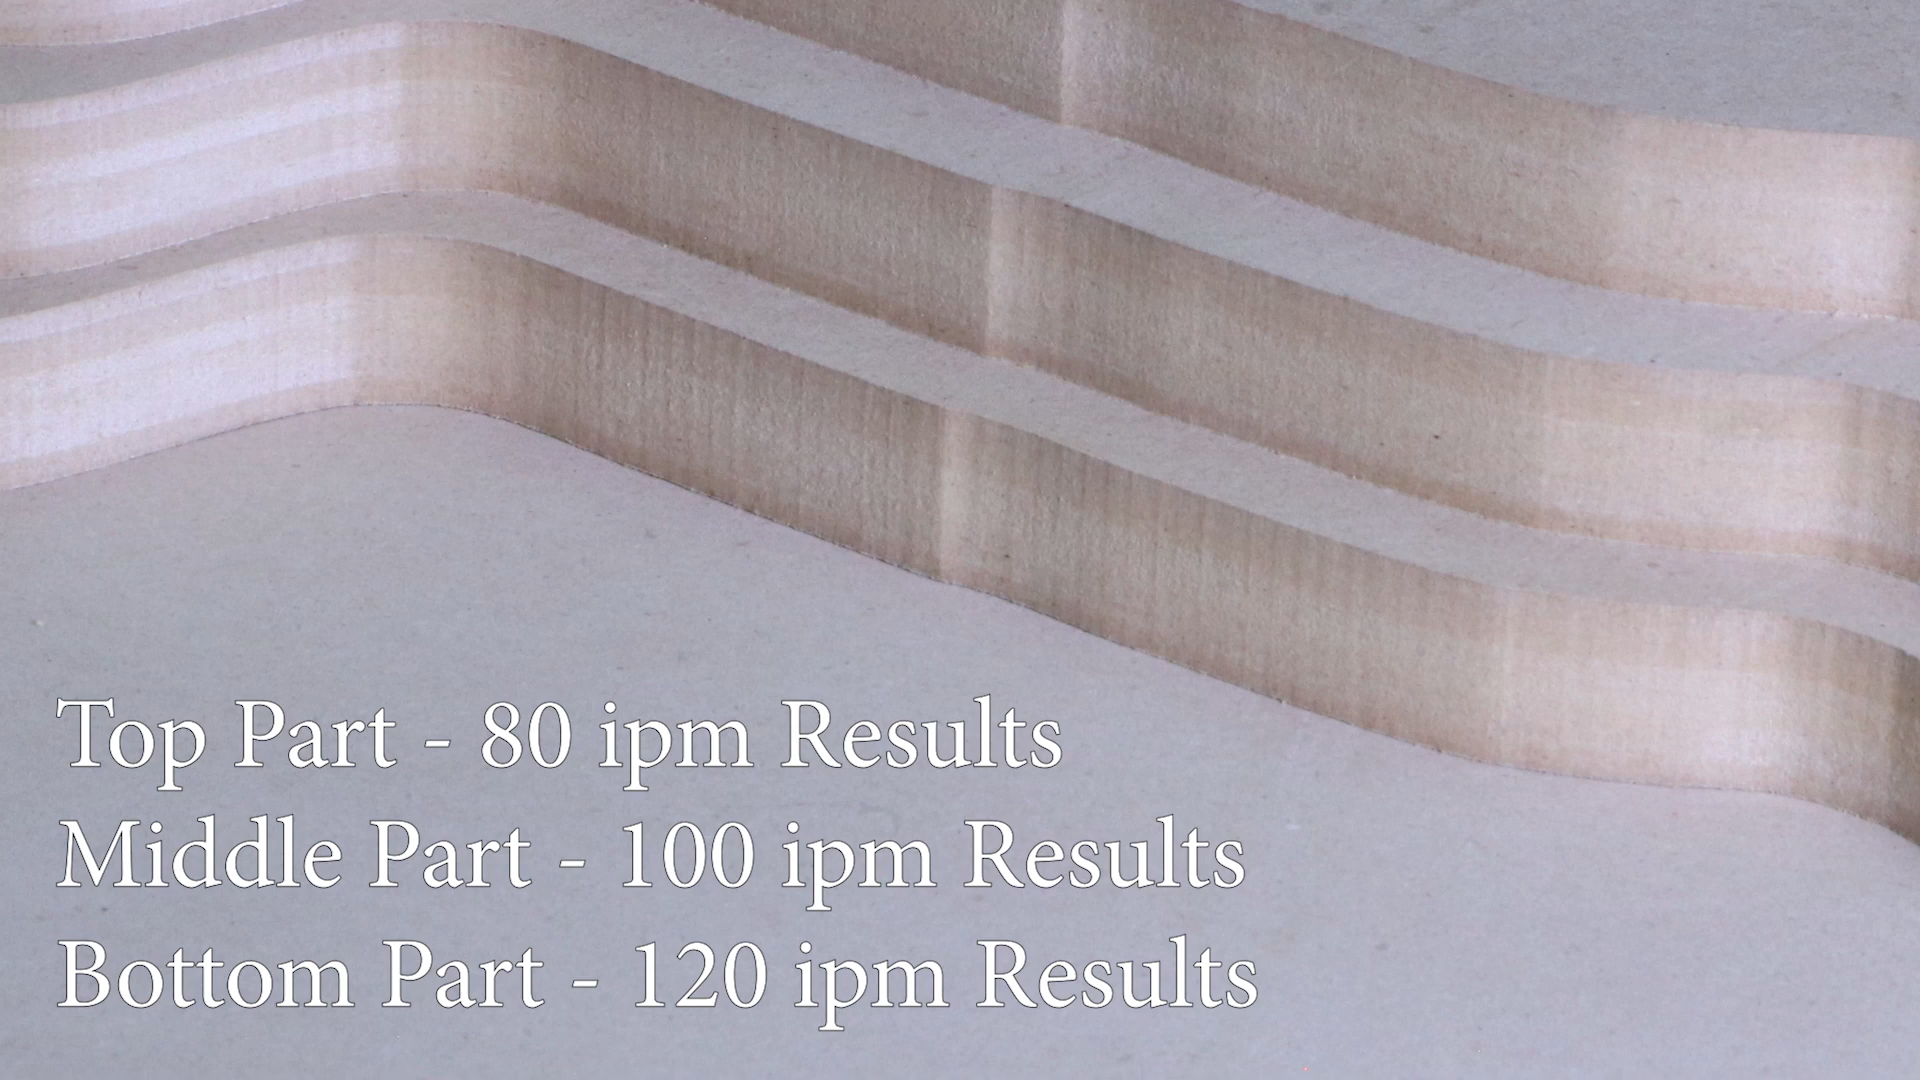 Top Part - 80 ipm Results
Middle Part - 100 ipm Results
Bottom Part - 120 ipm Results